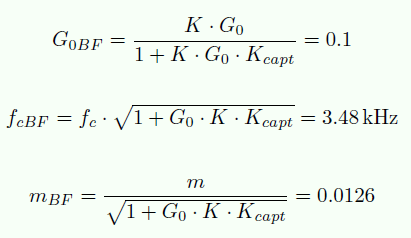 G_{0BF} = \frac{K \cdot G_0}{1 + K \cdot G_0 \cdot K_{capt}} = 0.1
f_{cBF} = f_c \cdot \sqrt{1 + G_0 \cdot K \cdot K_{capt}} = 3.48 kHz
m_{BF} = \frac{m}{\sqrt{1 + G_0 \cdot K \cdot K_{capt}}} = 0.0126